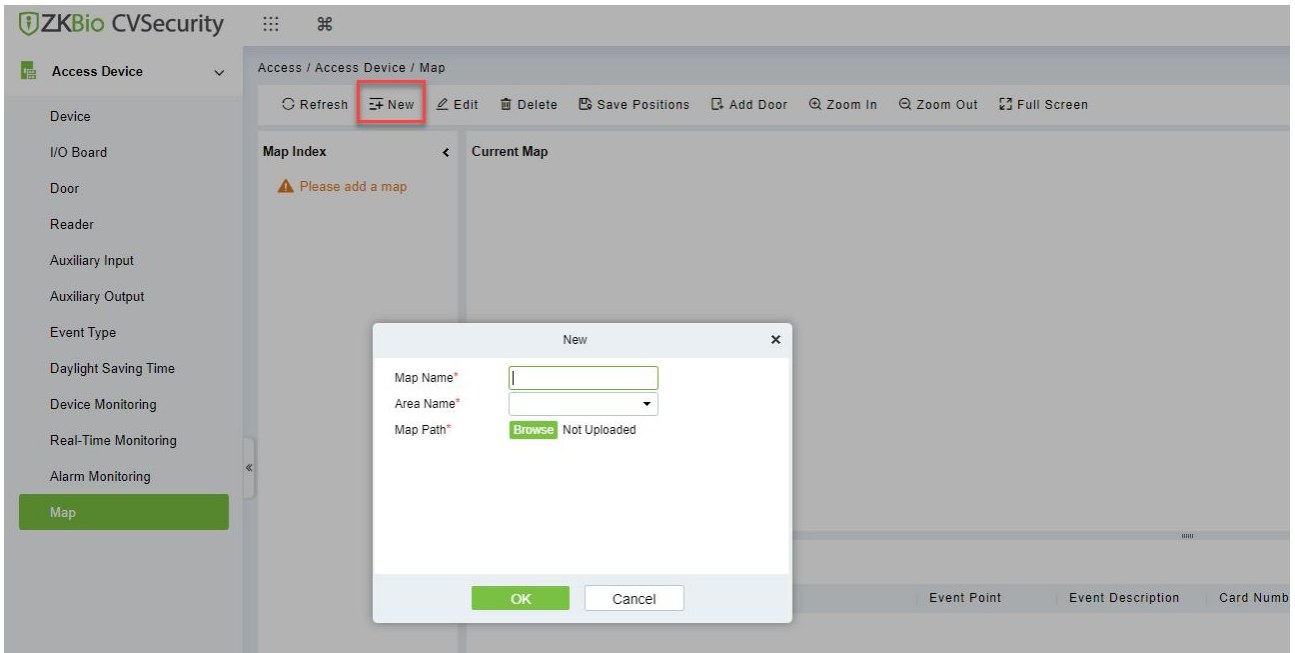 ZKBio CVSecurity
Access Device
Device
I/O Board
Door
Reader
Auxiliary Input
Auxiliary Output
Event Type
Daylight Saving Time
Device Monitoring
Real-Time Monitoring
Alarm Monitoring
Map
Access / Access Device / Map
Refresh New Edit Delete Save Positions Add Door Zoom In Zoom Out Full Screen
Map Index
Please add a map
Current Map
New
Map Name*
Area Name*
Map Path* Browse Not Uploaded
OK Cancel
Event Point Event Description Card Numb